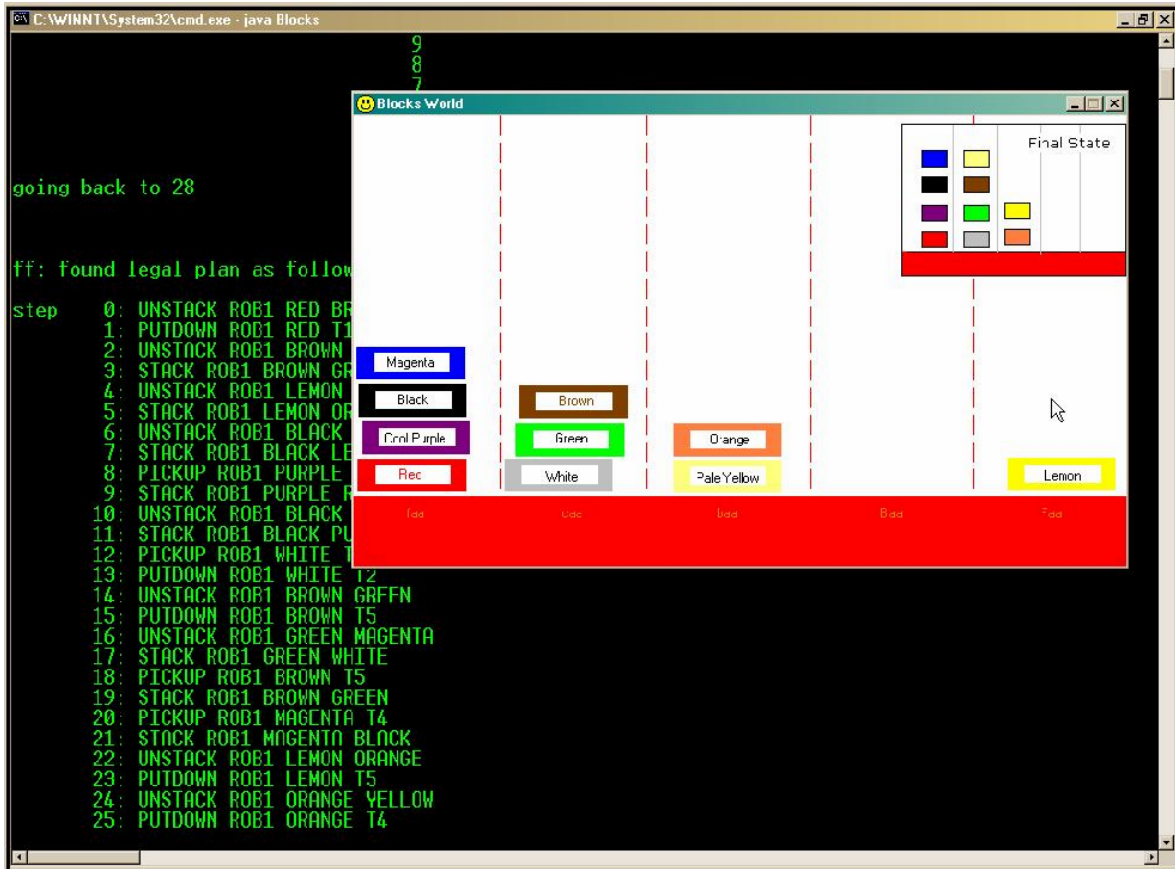 C:\WINNT\System32\cmd.exe - java Blocks
9
8
7
Blocks World
Final State
going back to 28
ff: found legal plan as follow
step 0: UNSTACK ROB1 RED BR
1: PUTDOWN ROB1 RED T1
2: UNSTACK ROB1 BROWN
3: STACK ROB1 BROWN GR
4: UNSTACK ROB1 LEMON
5: STACK ROB1 LEMON OR
6: UNSTACK ROB1 BLACK
7: STACK ROB1 BLACK LE
8: PICKUP ROB1 PURPLE
9: STACK ROB1 PURPLE R
10: UNSTACK ROB1 BLACK
11: STACK ROB1 BLACK PU
12: PICKUP ROB1 WHITE T
13: PUTDOWN ROB1 WHITE T2
14: UNSTACK ROB1 BROWN GREEN
15: PUTDOWN ROB1 BROWN T5
16: UNSTACK ROB1 GREEN MAGENTA
17: STACK ROB1 GREEN WHITE
18: PICKUP ROB1 BROWN T5
19: STACK ROB1 BROWN GREEN
20: PICKUP ROB1 MAGENTA T4
21: STACK ROB1 MAGENTA BLACK
22: UNSTACK ROB1 LEMON ORANGE
23: PUTDOWN ROB1 LEMON T5
24: UNSTACK ROB1 ORANGE YELLOW
25: PUTDOWN ROB1 ORANGE T4
Magenta
Black
Brown
Cool Purple
Green
Orange
Red
White
Pale Yellow
Lemon